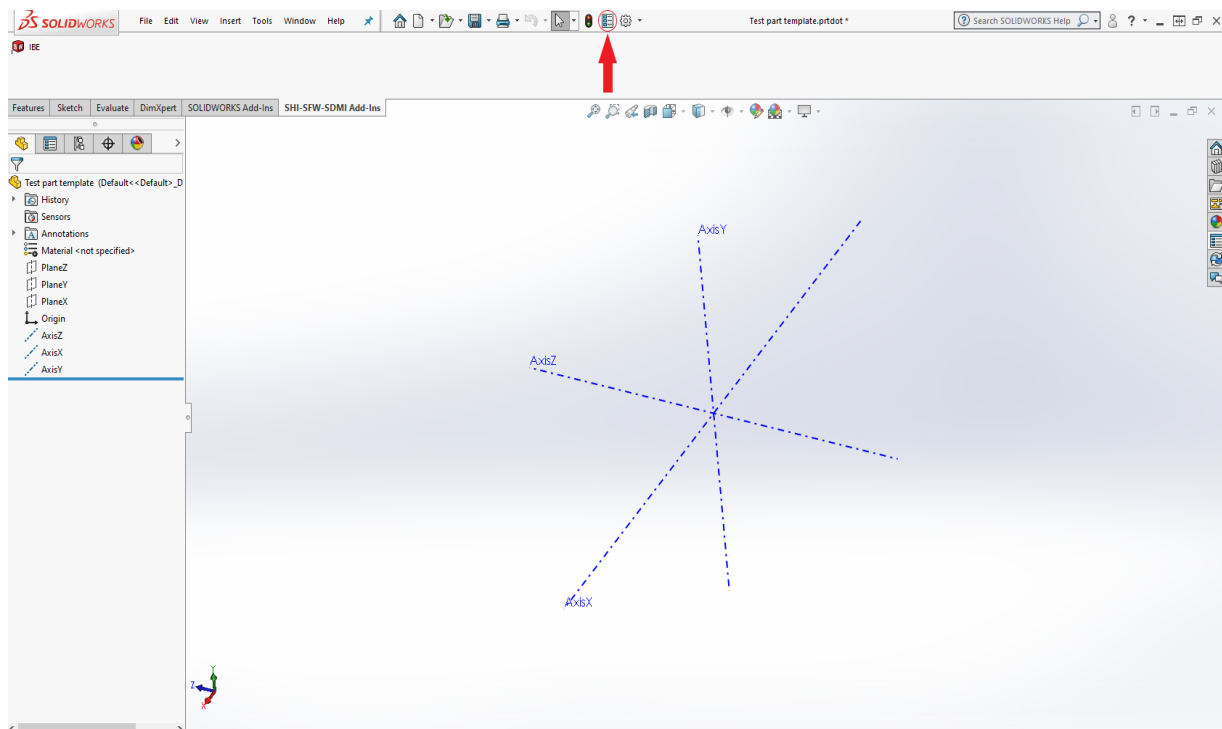 SOLIDWORKS File Edit View Insert Tools Window Help Test part template.prtdot * Search SOLIDWORKS Help ?
IBE
Features Sketch Evaluate DimXpert SOLIDWORKS Add-Ins SHI-SFW-SDMI Add-Ins
Test part template (Default<<Default>_D
History
Sensors
A Annotations
Material <not specified>
PlaneZ
PlaneY
PlaneX
Origin
AxisZ
AxisX
AxisY
AxisY
AxisZ
AxisX
Y
Z
X